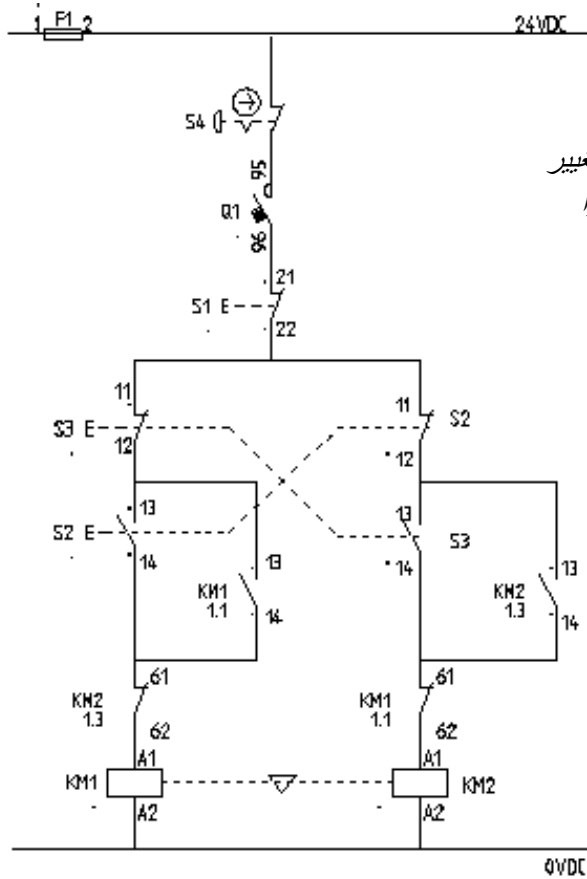 1 F1 2 24VDC
S4
95
Q1
96
21
S1 E
22
11 11
S3 E S2
12 12
13 13
S2 E S3
14 14
13 13
KM1 KM2
1.1 1.3
14 14
61 61
KM2 KM1
1.3 1.1
62 62
A1 A1
KM1 KM2
A2 A2
0VDC